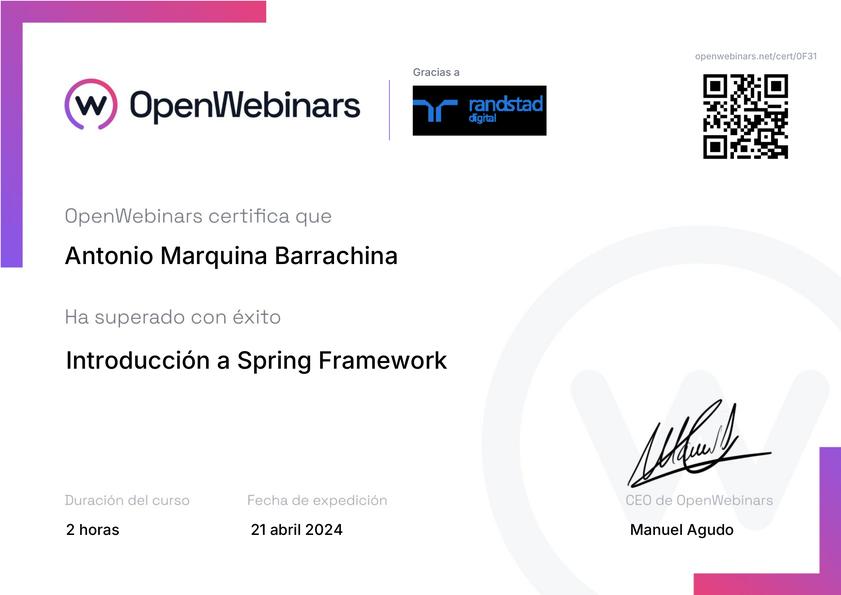 openwebinars.net/cert/0F31
Gracias a
OpenWebinars
randstad
digital
OpenWebinars certifica que
Antonio Marquina Barrachina
Ha superado con éxito
Introducción a Spring Framework
Duración del curso
Fecha de expedición
CEO de OpenWebinars
2 horas
21 abril 2024
Manuel Agudo